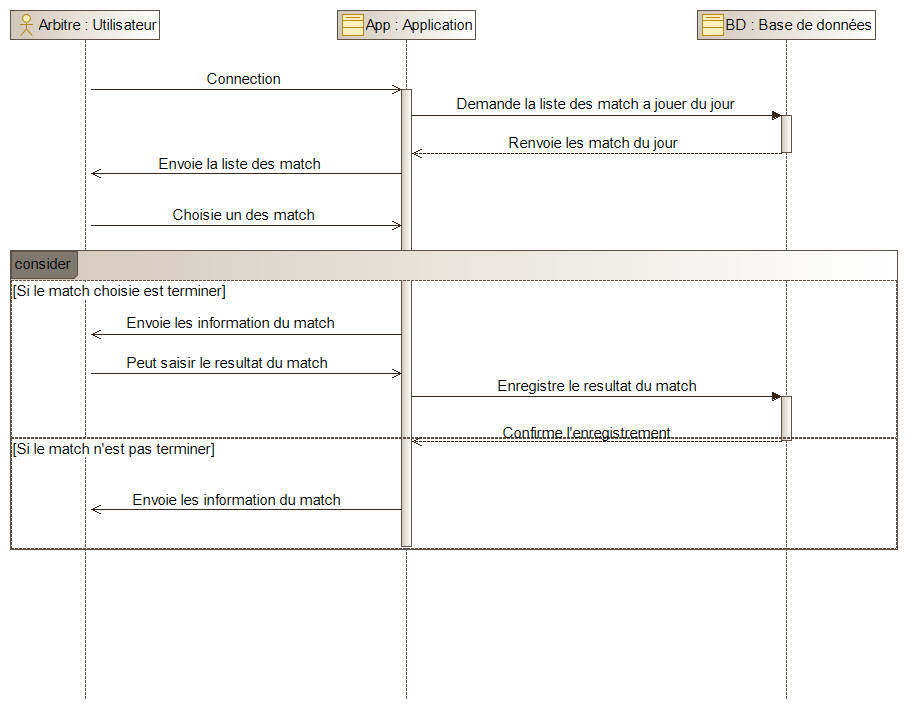 Arbitre : Utilisateur
App : Application
BD : Base de données
Connection
Demande la liste des match a jouer du jour
Renvoie les match du jour
Envoie la liste des match
Choisie un des match
consider
[Si le match choisie est terminer]
Envoie les information du match
Peut saisir le resultat du match
Enregistre le resultat du match
Confirme l'enregistrement
[Si le match n'est pas terminer]
Envoie les information du match